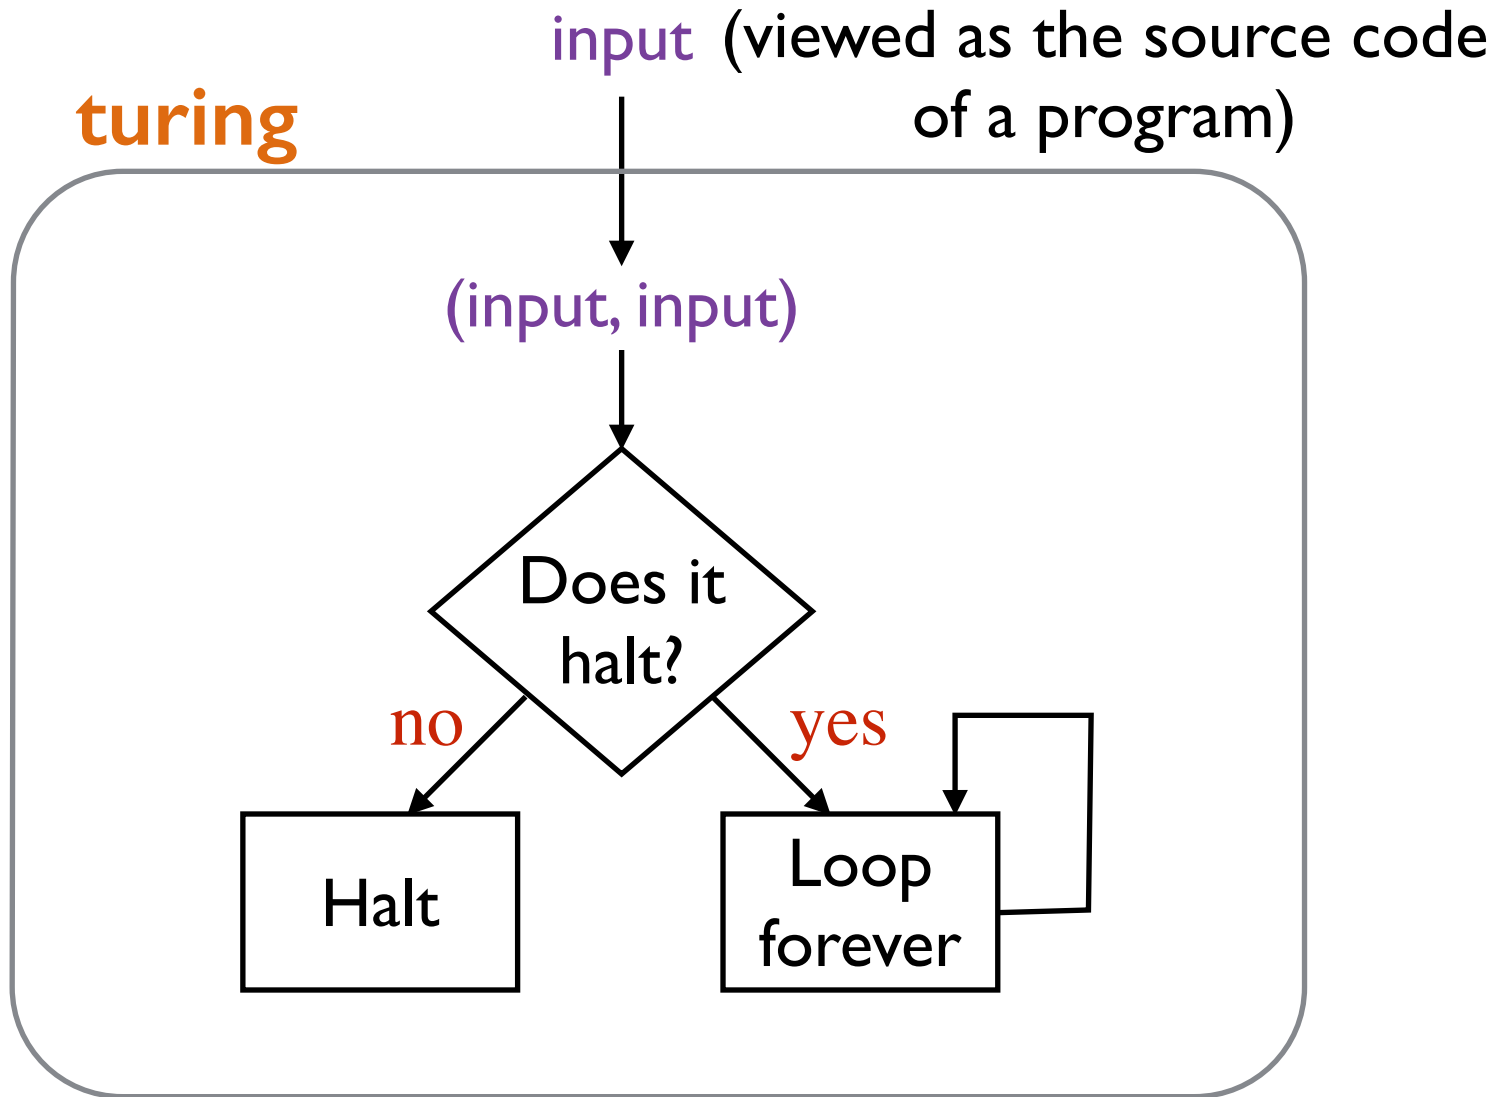 input (viewed as the source code
of a program)
turing
(input, input)
Does it
halt?
no
yes
Halt
Loop
forever